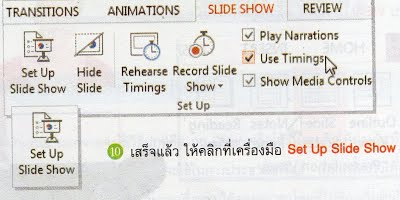 TRANSITIONS ANIMATIONS SLIDE SHOW REVIEW
Set Up
Slide Show
Hide
Slide
Rehearse
Timings
Record Slide
Show
Play Narrations
Use Timings
Show Media Controls
Set Up
Set Up
Slide Show
10 เสร็จแล้ว ให้คลิกที่เครื่องมือ Set Up Slide Show